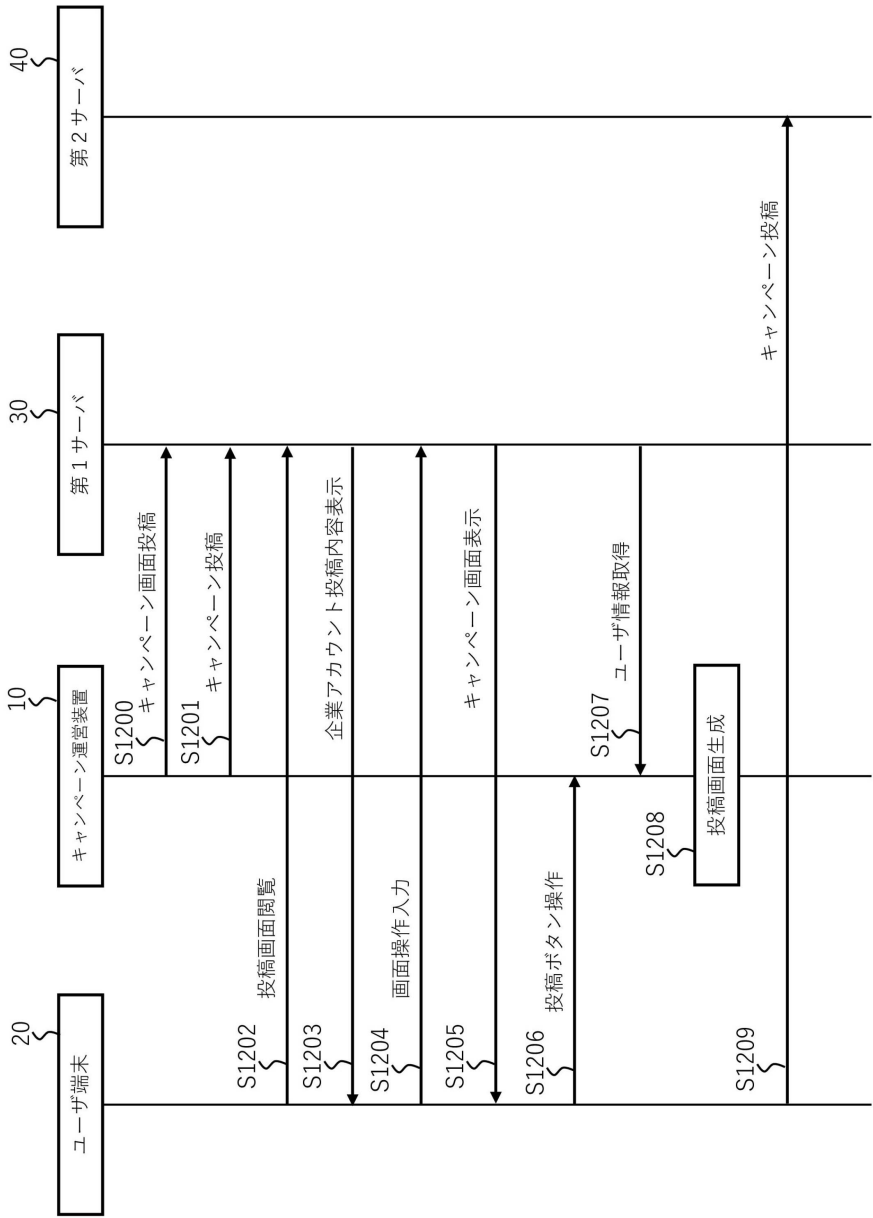 20
ユーザ端末
10
キャンペーン運営装置
30
第1サーバ
40
第2サーバ
S1200
キャンペーン画面投稿
S1201
キャンペーン投稿
S1202
投稿画面閲覧
S1203
企業アカウント投稿内容表示
S1204
画面操作入力
S1205
キャンペーン画面表示
S1206
投稿ボタン操作
S1207
ユーザ情報取得
S1208
投稿画面生成
S1209
キャンペーン投稿